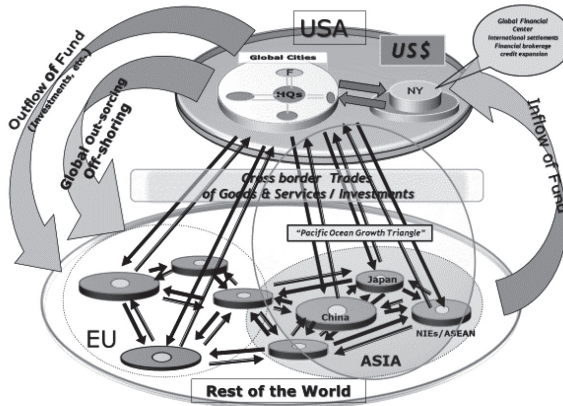 Global Financial
Center
International settlements
Financial brokerage
credit expansion
USA
US$
Global Cities
F
HQs
NY
Outflow of Fund
(Investments, etc.)
Global out-sorcing
Off-shoring
Inflow of Fund
Cross border Trades
of Goods & Services / Investments
"Pacific Ocean Growth Triangle"
Japan
China
NIEs/ASEAN
EU
ASIA
Rest of the World